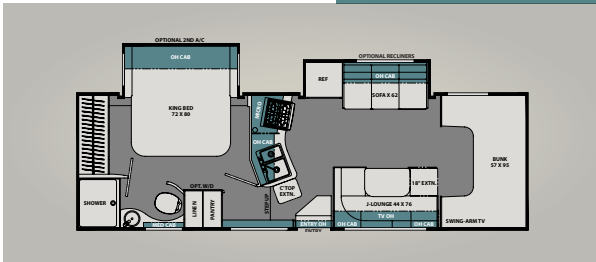 OPTIONAL 2ND A/C
OH CAB
KING BED
72 X 80
MICRO
OH CAB
REF
OPTIONAL RECLINERS
OH CAB
SOFA X 62
BUNK
57 X 95
SHOWER
MED CAB
OPT. W/D
LINEN
PANTRY
STEP UP
C'TOP
EXTN.
ENTRY OH
ENTRY
18" EXTN.
J-LOUNGE 44 X 76
TV OH
OH CAB
OH CAB
SWING-ARM TV